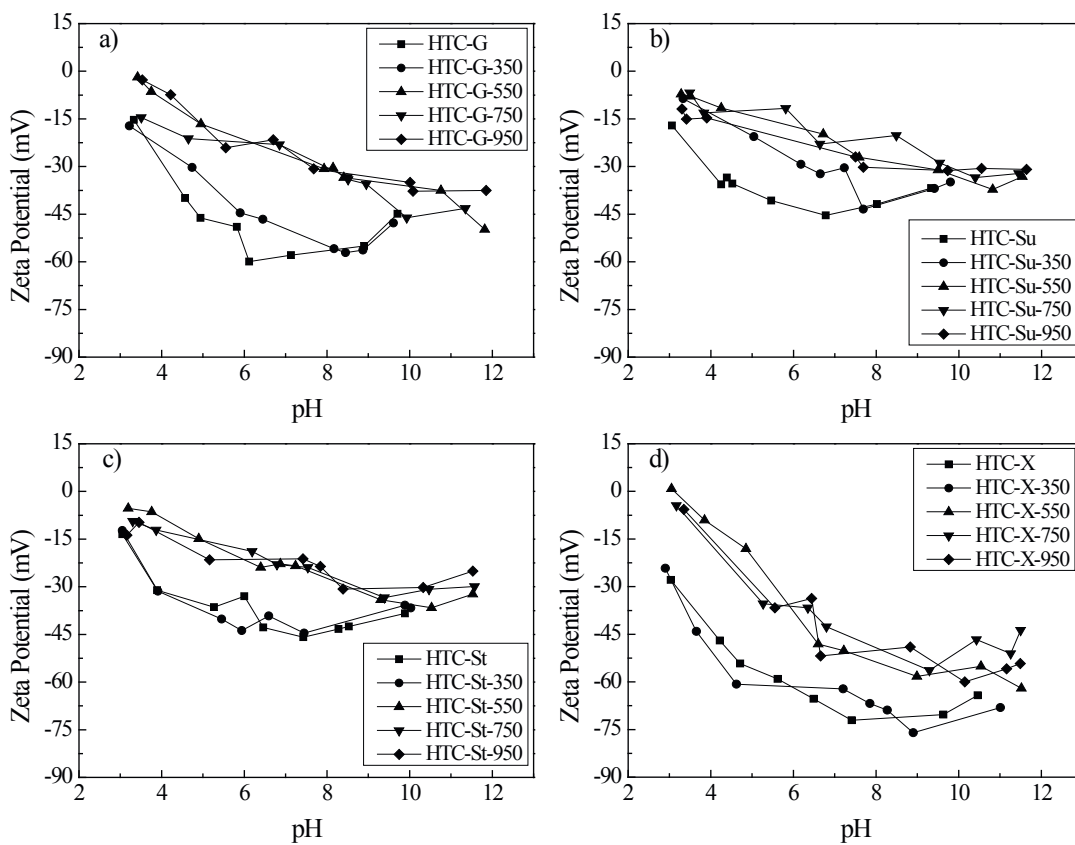 a)
HTC-G
HTC-G-350
HTC-G-550
HTC-G-750
HTC-G-950
15
0
-15
-30
-45
-60
-75
-90
Zeta Potential (mV)
2 4 6 8 10 12
pH
b)
HTC-Su
HTC-Su-350
HTC-Su-550
HTC-Su-750
HTC-Su-950
15
0
-15
-30
-45
-60
-75
-90
Zeta Potential (mV)
2 4 6 8 10 12
pH
c)
HTC-St
HTC-St-350
HTC-St-550
HTC-St-750
HTC-St-950
15
0
-15
-30
-45
-60
-75
-90
Zeta Potential (mV)
2 4 6 8 10 12
pH
d)
HTC-X
HTC-X-350
HTC-X-550
HTC-X-750
HTC-X-950
15
0
-15
-30
-45
-60
-75
-90
Zeta Potential (mV)
2 4 6 8 10 12
pH